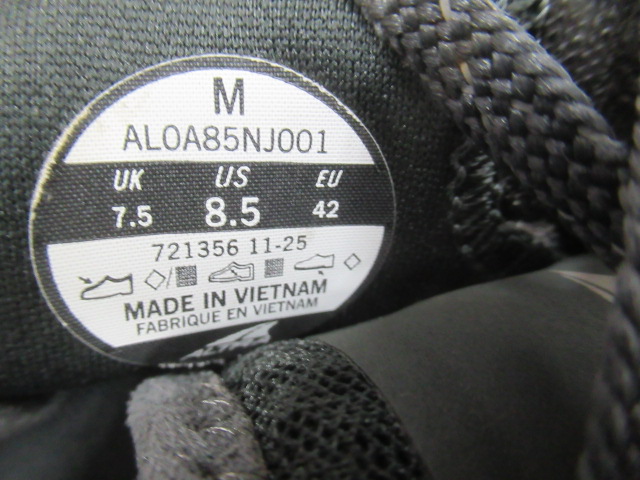 M
AL0A85NJ001
UK US EU
7.5 8.5 42
721356 11-25
MADE IN VIETNAM
FABRIQUE EN VIETNAM